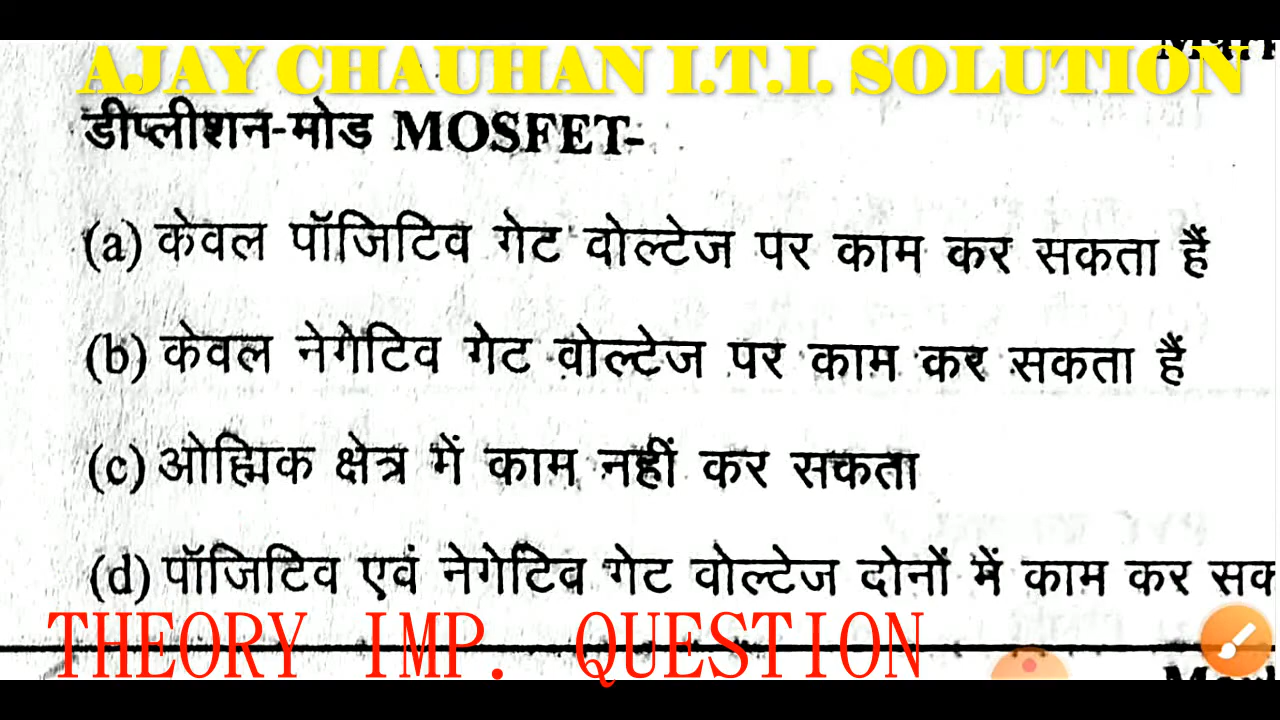 AJAY CHAUHAN I.T.I. SOLUTION
डीप्लीशन-मोड MOSFET-
(a) केवल पॉजिटिव गेट वोल्टेज पर काम कर सकता हैं
(b) केवल नेगेटिव गेट वोल्टेज पर काम कर सकता हैं
(c) ओह्मिक क्षेत्र में काम नहीं कर सकता
(d) पॉजिटिव एवं नेगेटिव गेट वोल्टेज दोनों में काम कर सक
THEORY IMP. QUESTION